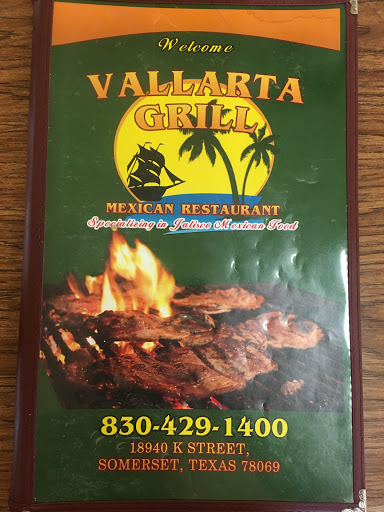 Welcome
VALLARTA
GRILL
MEXICAN RESTAURANT
Specializing in Jalisco Mexican Food
830-429-1400
18940 K STREET,
SOMERSET, TEXAS 78069